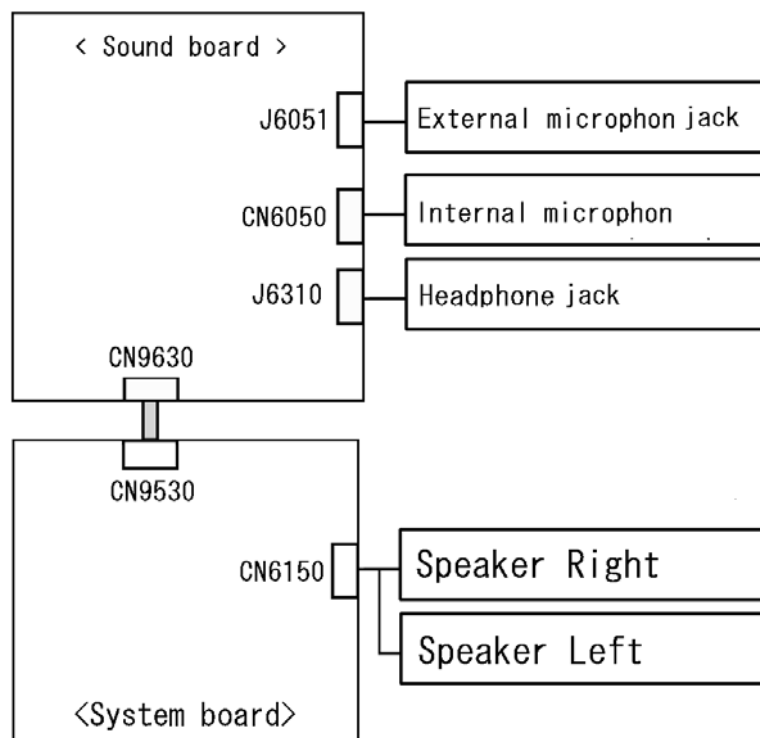 < Sound board >
J6051
External microphon jack
CN6050
Internal microphon
J6310
Headphone jack
CN9630
CN9530
CN6150
Speaker Right
Speaker Left
<System board>